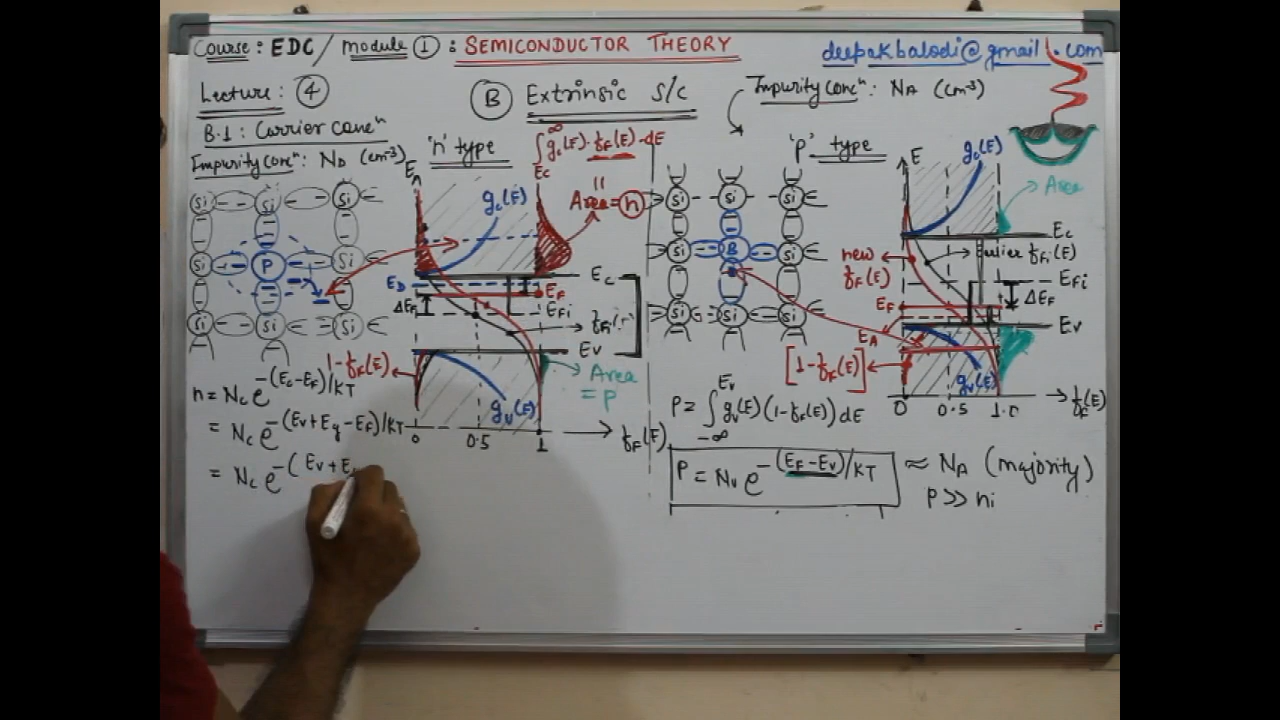 Course: EDC/ Module ①: SEMICONDUCTOR THEORY
deepakbalodi@gmail.com
Lecture: ④
Ⓑ Extrinsic S/C
Impurity concⁿ: NA (cm⁻³)
B.1: Carrier concⁿ
Impurity concⁿ: ND (cm⁻³)
'n' type
∫^∞ gc(E)·fF(E)·dE
Ec
'p' type
E
gc(E)
Area
Si Si Si
E
gc(E)
"
Area = n
Si Si Si
Si P Si
Si B Si
Ec
new
fF(E)
Earlier fFi(E)
ED
Ec
EF
EFi
ΔEF
EFi
ΔEF
Si Si Si
Si Si Si
EF
EA
Ev
Ev
1-fF(E)
Area
= p
[1-fF(E)]
gv(E)
gv(E)
0 0.5 1 fF(E)
0 0.5 1.0 fF(E)
n = Nc e^-(Ec-EF)/KT
= Nc e^-(Ev+Eg-EF)/KT
= Nc e^-(Ev+E
P = ∫_-∞^Ev gv(E) (1-fF(E)) dE
P = Nv e^-(EF-Ev)/KT ≈ NA (majority)
P >> ni